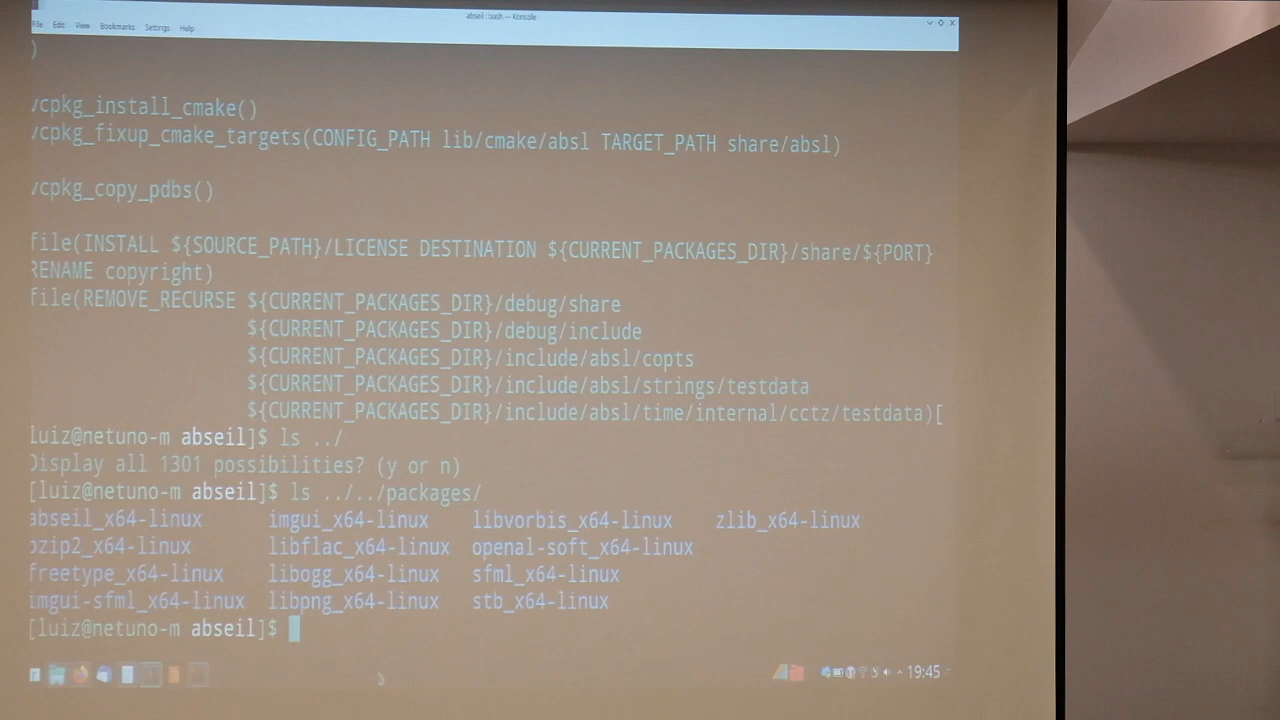 abseil : bash — Konsole
File Edit View Bookmarks Settings Help
)
vcpkg_install_cmake()
vcpkg_fixup_cmake_targets(CONFIG_PATH lib/cmake/absl TARGET_PATH share/absl)
vcpkg_copy_pdbs()
file(INSTALL ${SOURCE_PATH}/LICENSE DESTINATION ${CURRENT_PACKAGES_DIR}/share/${PORT}
RENAME copyright)
file(REMOVE_RECURSE ${CURRENT_PACKAGES_DIR}/debug/share
${CURRENT_PACKAGES_DIR}/debug/include
${CURRENT_PACKAGES_DIR}/include/absl/copts
${CURRENT_PACKAGES_DIR}/include/absl/strings/testdata
${CURRENT_PACKAGES_DIR}/include/absl/time/internal/cctz/testdata)[
luiz@netuno-m abseil]$ ls ../
Display all 1301 possibilities? (y or n)
[luiz@netuno-m abseil]$ ls ../../packages/
abseil_x64-linux imgui_x64-linux libvorbis_x64-linux zlib_x64-linux
bzip2_x64-linux libflac_x64-linux openal-soft_x64-linux
freetype_x64-linux libogg_x64-linux sfml_x64-linux
imgui-sfml_x64-linux libpng_x64-linux stb_x64-linux
[luiz@netuno-m abseil]$
19:45